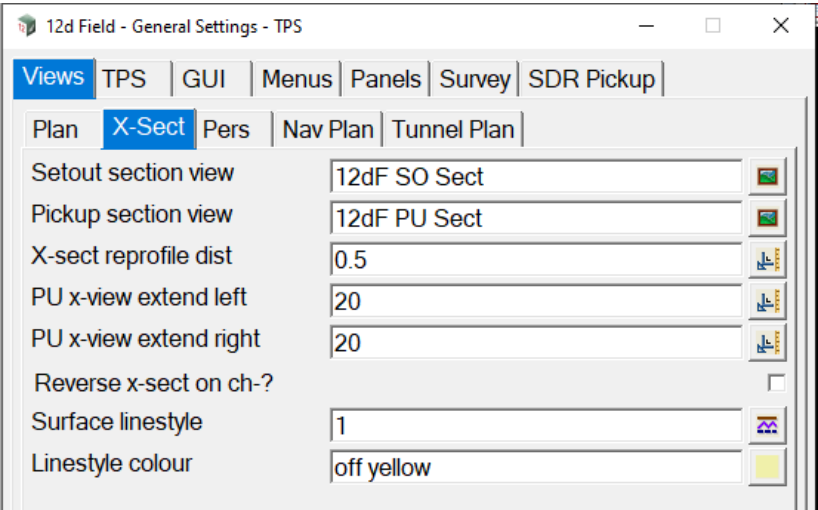 12d Field - General Settings - TPS
Views TPS GUI Menus Panels Survey SDR Pickup
Plan X-Sect Pers Nav Plan Tunnel Plan
Setout section view 12dF SO Sect
Pickup section view 12dF PU Sect
X-sect reprofile dist 0.5
PU x-view extend left 20
PU x-view extend right 20
Reverse x-sect on ch-?
Surface linestyle 1
Linestyle colour off yellow